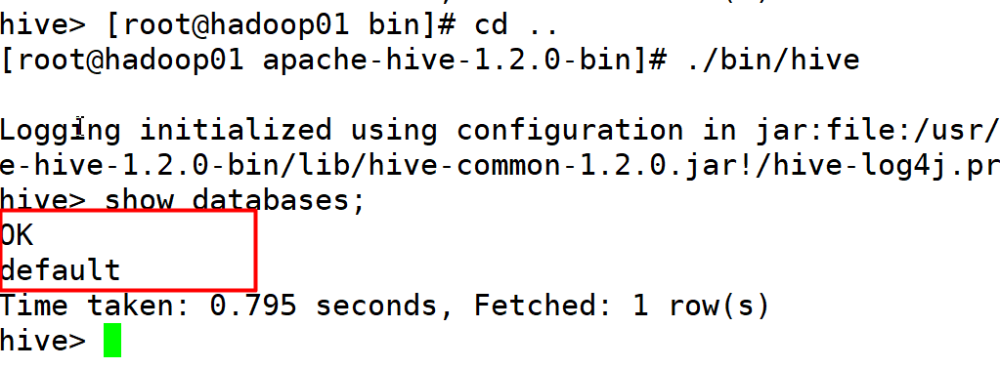 hive> [root@hadoop01 bin]# cd ..
[root@hadoop01 apache-hive-1.2.0-bin]# ./bin/hive
Logging initialized using configuration in jar:file:/usr/
e-hive-1.2.0-bin/lib/hive-common-1.2.0.jar!/hive-log4j.pr
hive> show databases;
OK
default
Time taken: 0.795 seconds, Fetched: 1 row(s)
hive>